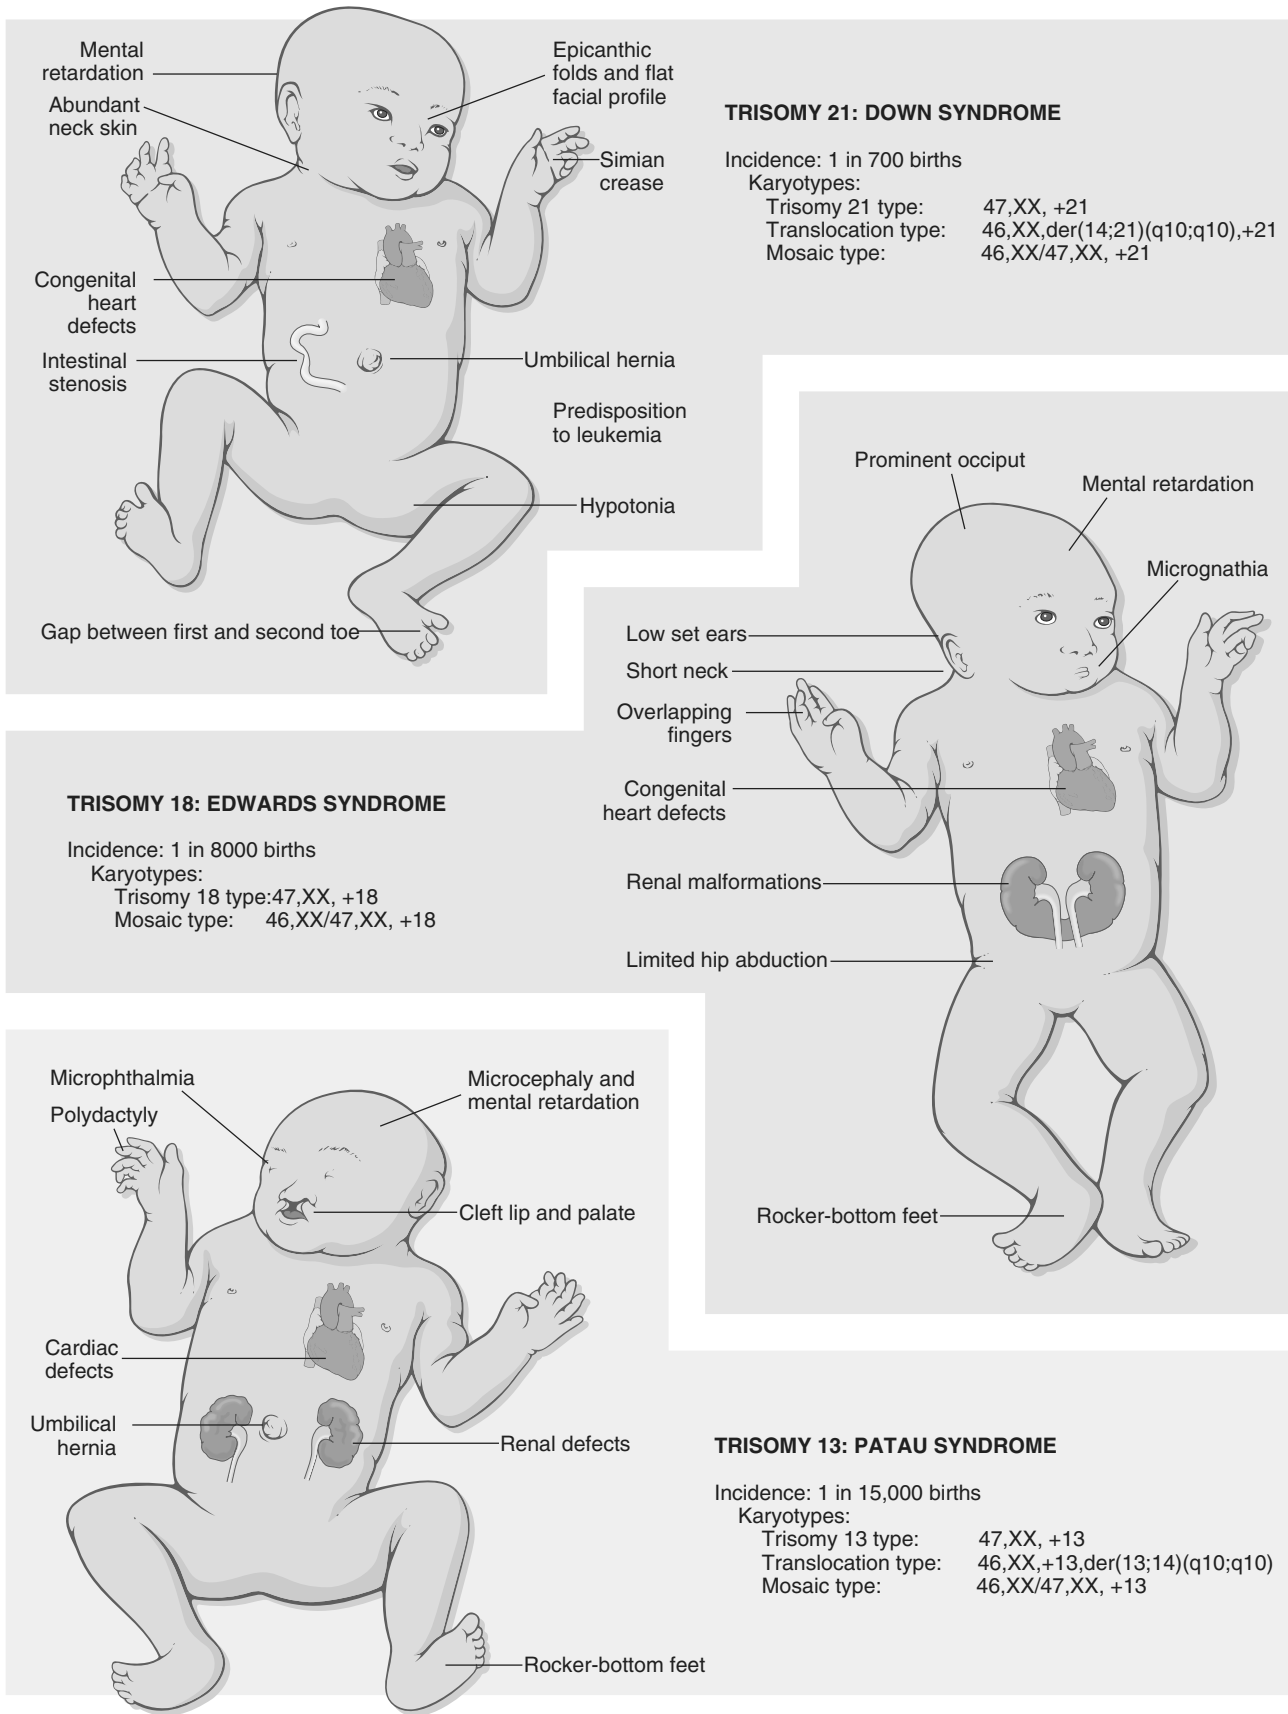 Mental
retardation
Abundant
neck skin
Epicanthic
folds and flat
facial profile
Simian
crease
Congenital
heart
defects
Intestinal
stenosis
Umbilical hernia
Predisposition
to leukemia
Hypotonia
Gap between first and second toe
TRISOMY 21: DOWN SYNDROME
Incidence: 1 in 700 births
Karyotypes:
Trisomy 21 type: 47,XX, +21
Translocation type: 46,XX,der(14;21)(q10;q10),+21
Mosaic type: 46,XX/47,XX, +21
Prominent occiput
Mental retardation
Micrognathia
Low set ears
Short neck
Overlapping
fingers
Congenital
heart defects
Renal malformations
Limited hip abduction
Rocker-bottom feet
TRISOMY 18: EDWARDS SYNDROME
Incidence: 1 in 8000 births
Karyotypes:
Trisomy 18 type:47,XX, +18
Mosaic type: 46,XX/47,XX, +18
Microphthalmia
Polydactyly
Microcephaly and
mental retardation
Cleft lip and palate
Cardiac
defects
Umbilical
hernia
Renal defects
Rocker-bottom feet
TRISOMY 13: PATAU SYNDROME
Incidence: 1 in 15,000 births
Karyotypes:
Trisomy 13 type: 47,XX, +13
Translocation type: 46,XX,+13,der(13;14)(q10;q10)
Mosaic type: 46,XX/47,XX, +13